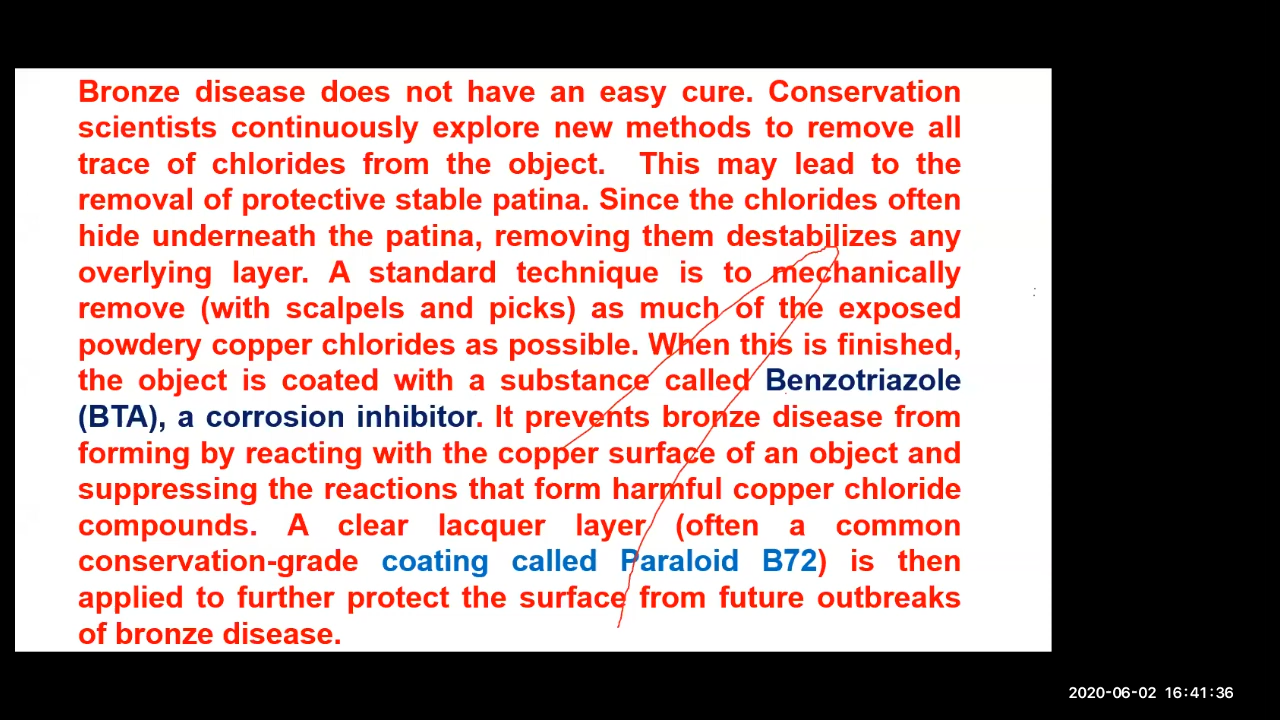 Bronze disease does not have an easy cure. Conservation
scientists continuously explore new methods to remove all
trace of chlorides from the object. This may lead to the
removal of protective stable patina. Since the chlorides often
hide underneath the patina, removing them destabilizes any
overlying layer. A standard technique is to mechanically
remove (with scalpels and picks) as much of the exposed
powdery copper chlorides as possible. When this is finished,
the object is coated with a substance called Benzotriazole
(BTA), a corrosion inhibitor. It prevents bronze disease from
forming by reacting with the copper surface of an object and
suppressing the reactions that form harmful copper chloride
compounds. A clear lacquer layer (often a common
conservation-grade coating called Paraloid B72) is then
applied to further protect the surface from future outbreaks
of bronze disease.
2020-06-02 16:41:36